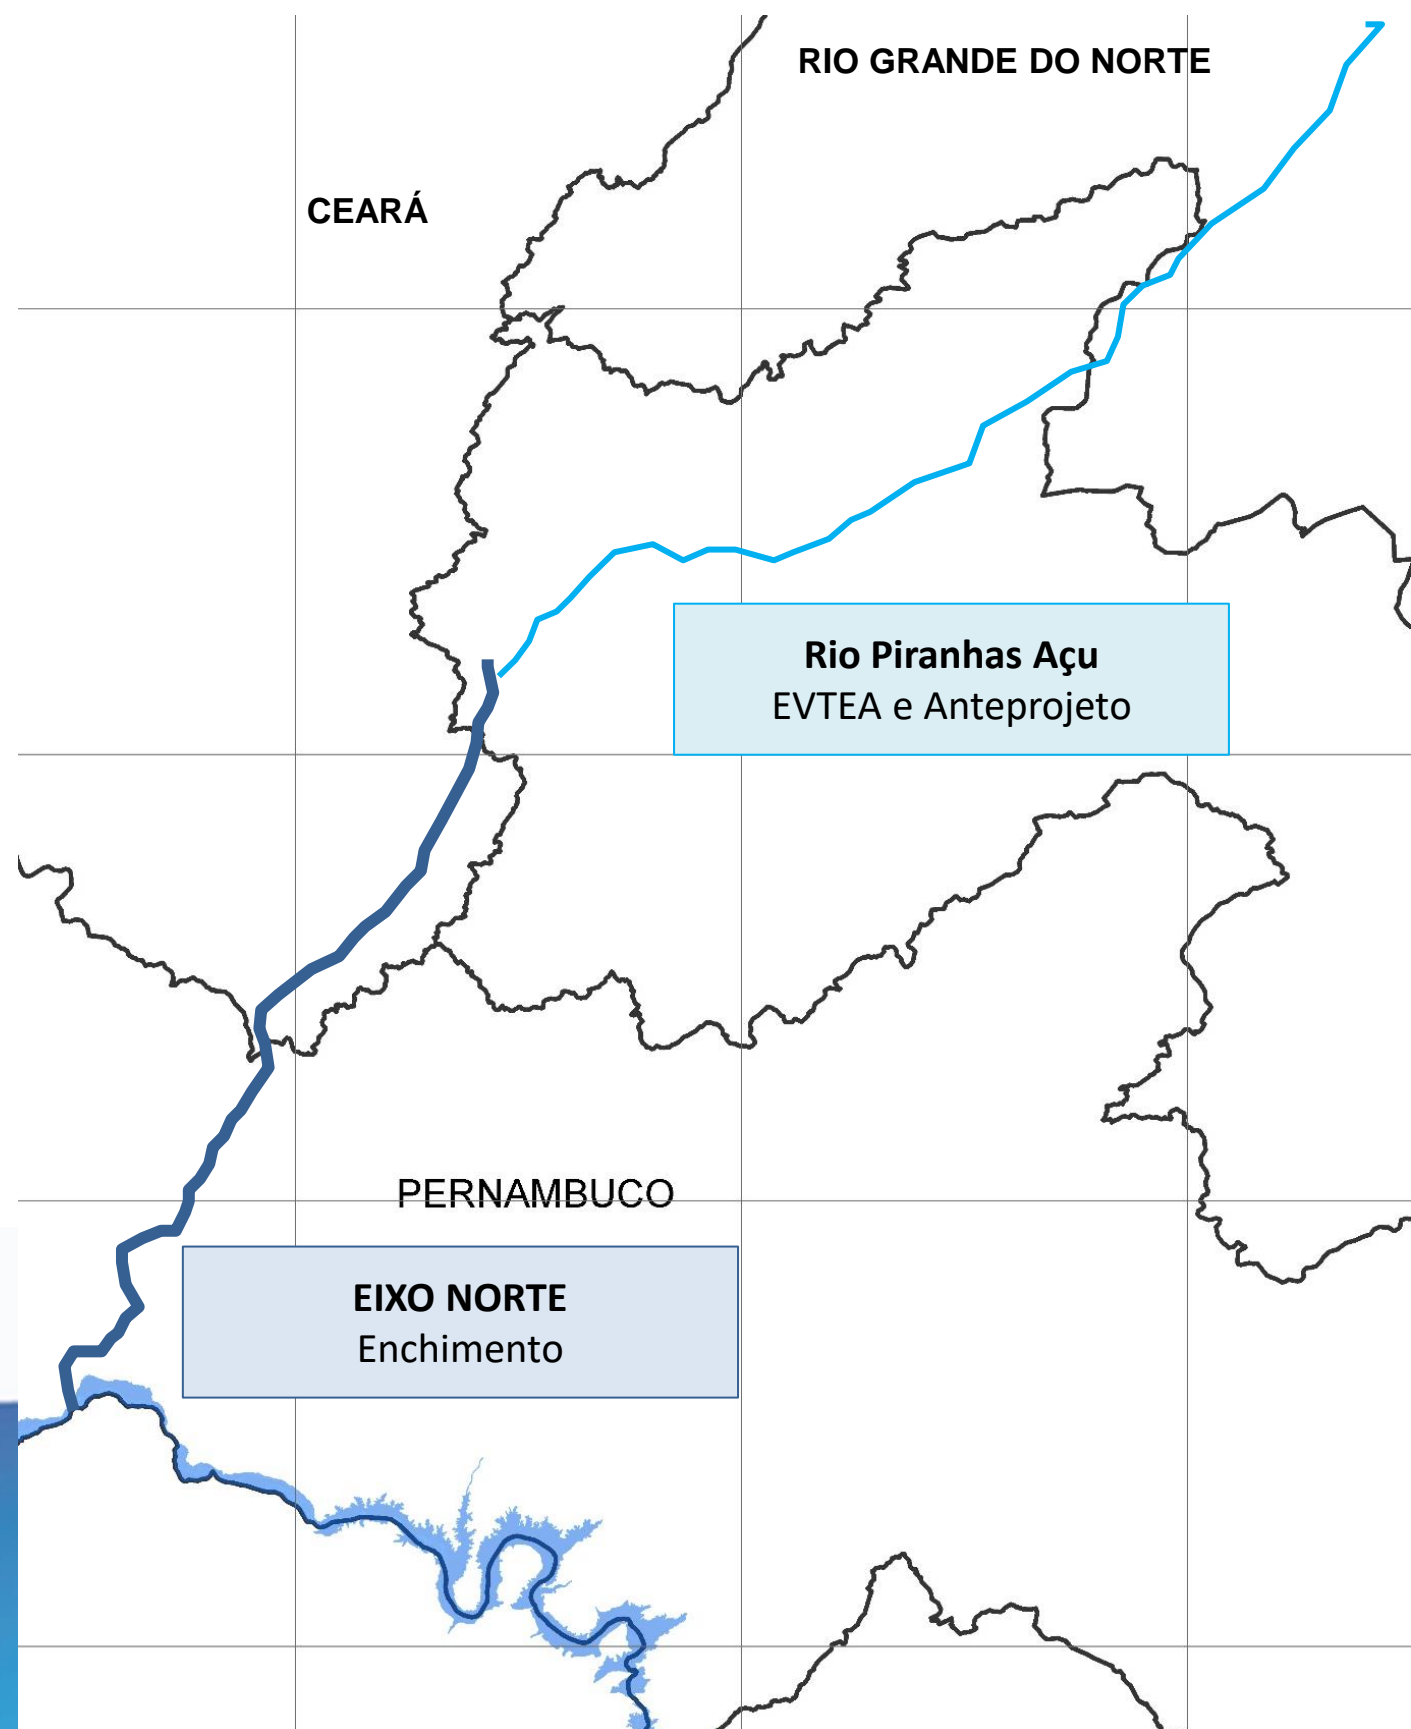 RIO GRANDE DO NORTE
CEARÁ
Rio Piranhas Açu
EVTEA e Anteprojeto
PERNAMBUCO
EIXO NORTE
Enchimento